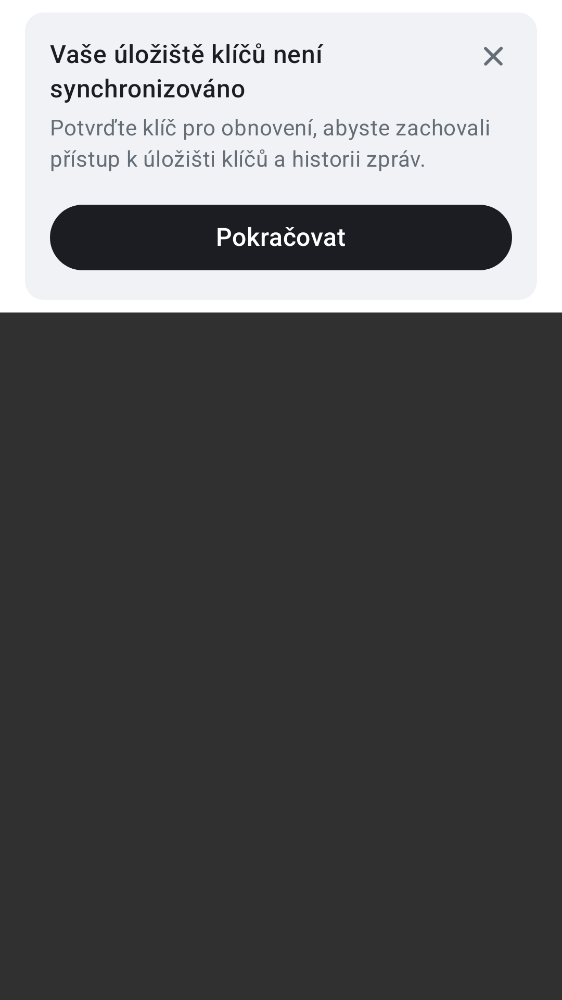 Vaše úložiště klíčů není
synchronizováno
Potvrďte klíč pro obnovení, abyste zachovali
přístup k úložišti klíčů a historii zpráv.
Pokračovat